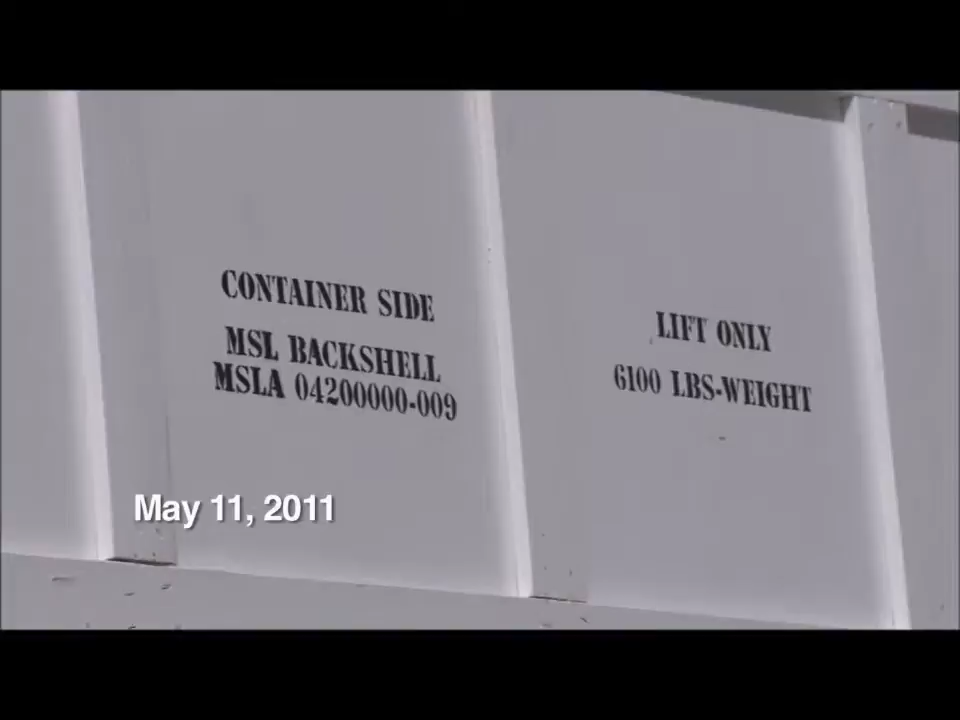 CONTAINER SIDE
MSL BACKSHELL
MSLA 04200000-009
LIFT ONLY
6100 LBS-WEIGHT
May 11, 2011